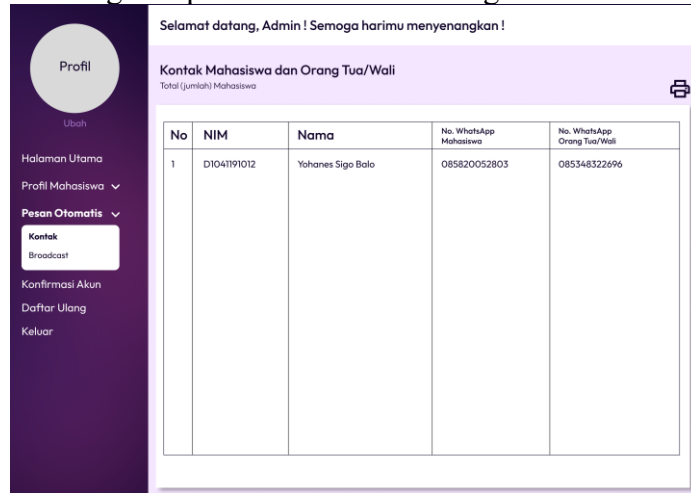 Selamat datang, Admin ! Semoga harimu menyenangkan !
Profil
Ubah
Halaman Utama
Profil Mahasiswa
Pesan Otomatis
Kontak
Broadcast
Konfirmasi Akun
Daftar Ulang
Keluar
Kontak Mahasiswa dan Orang Tua/Wali
Total (jumlah) Mahasiswa
No NIM Nama No. WhatsApp Mahasiswa No. WhatsApp Orang Tua/Wali
1 D1041191012 Yohanes Sigo Balo 085820052803 085348322696